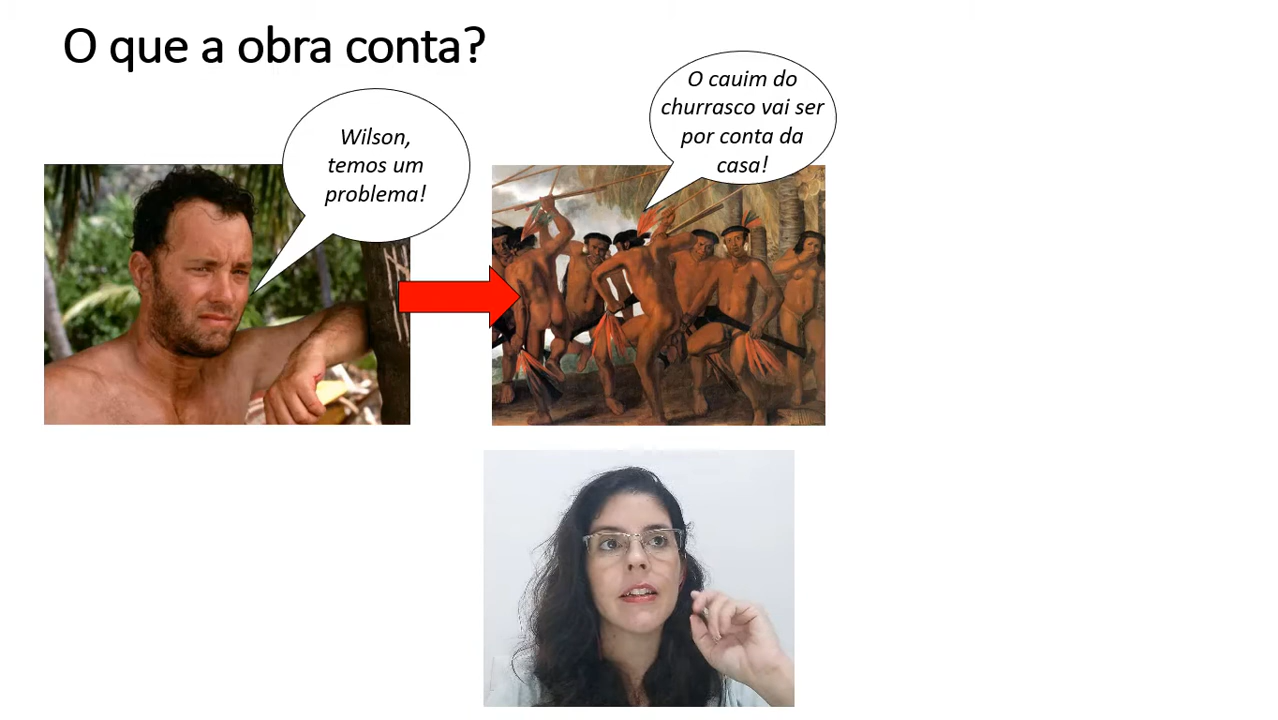 O que a obra conta?
Wilson,
temos um
problema!
O cauim do
churrasco vai ser
por conta da
casa!